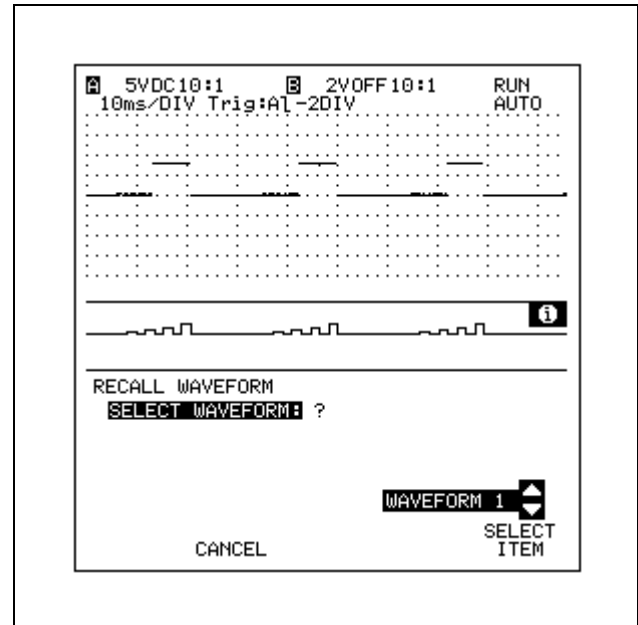 A 5VDC10:1 B 2VOFF10:1 RUN
10ms/DIV Trig:Al-2DIV AUTO
i
RECALL WAVEFORM
SELECT WAVEFORM: ?
WAVEFORM 1
SELECT
CANCEL ITEM